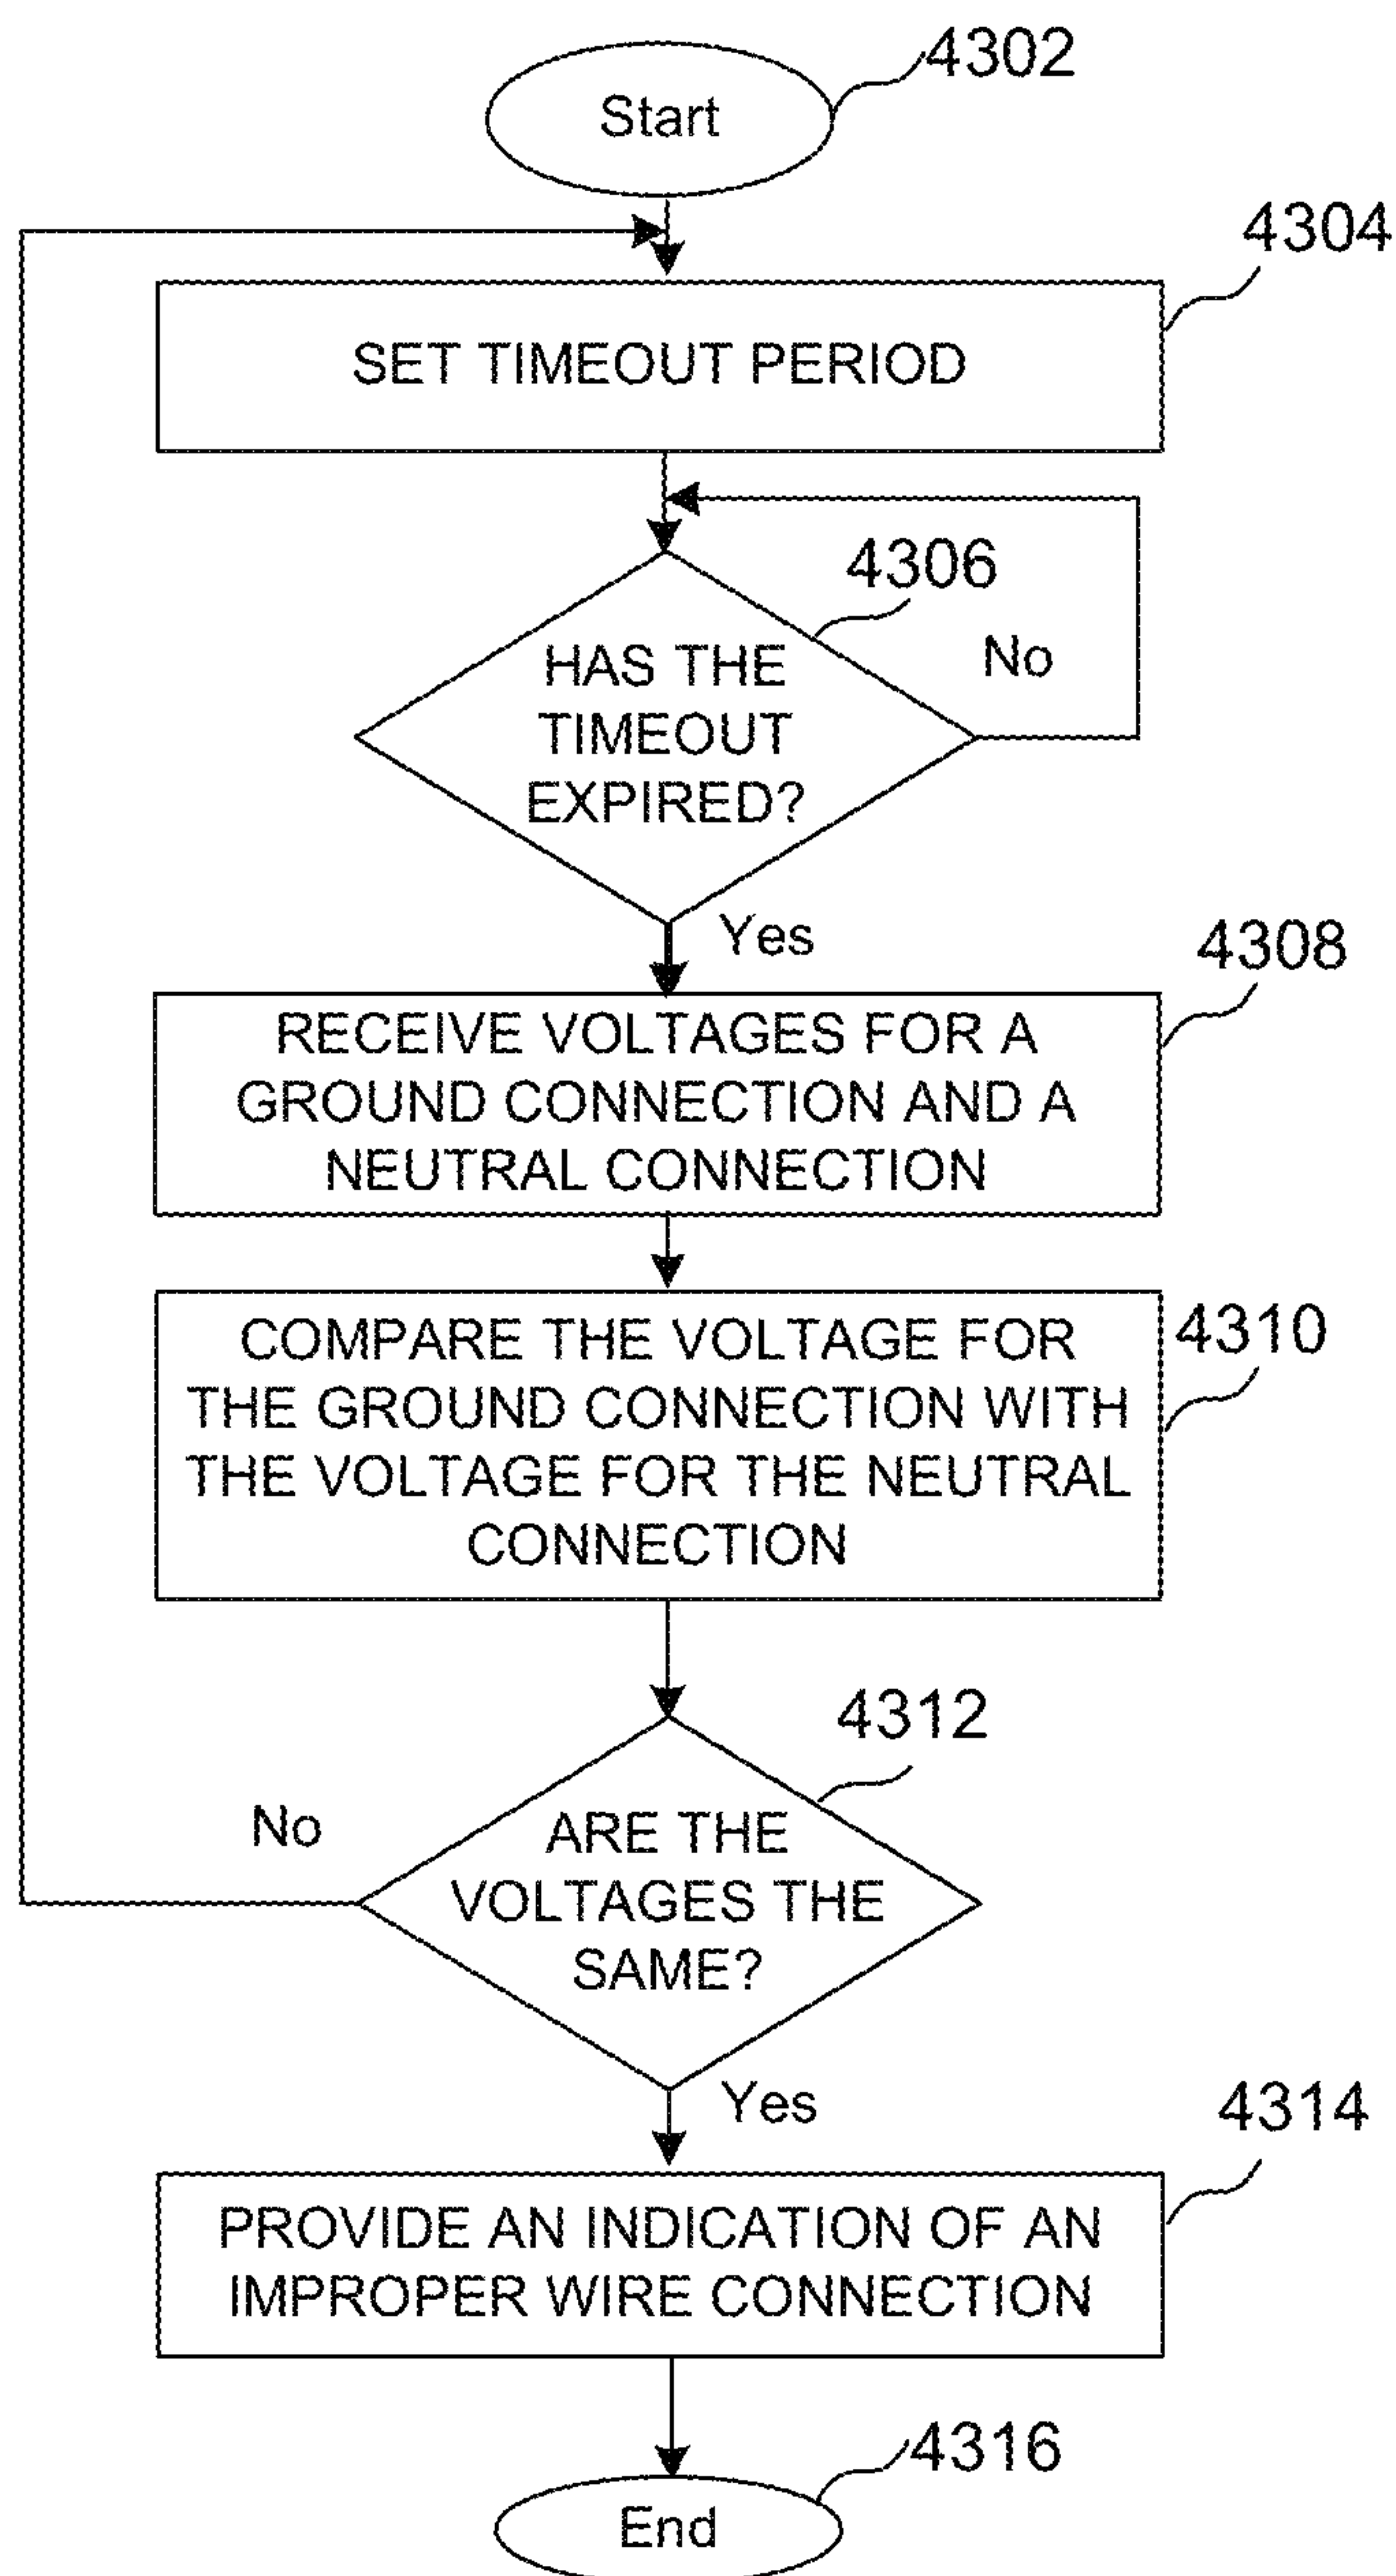 4302
Start
4304
SET TIMEOUT PERIOD
4306
HAS THE
No
TIMEOUT
EXPIRED?
Yes
4308
RECEIVE VOLTAGES FOR A
GROUND CONNECTION AND A
NEUTRAL CONNECTION
4310
COMPARE THE VOLTAGE FOR
THE GROUND CONNECTION WITH
THE VOLTAGE FOR THE NEUTRAL
CONNECTION
4312
No
ARE THE
VOLTAGES THE
SAME?
Yes
4314
PROVIDE AN INDICATION OF AN
IMPROPER WIRE CONNECTION
4316
End